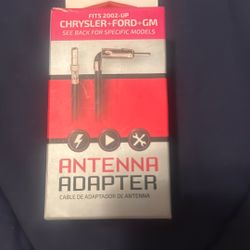 FITS 2002-UP
CHRYSLER+FORD+GM
SEE BACK FOR SPECIFIC MODELS
ANTENNA
ADAPTER
CABLE DE ADAPTADOR DE ANTENNA